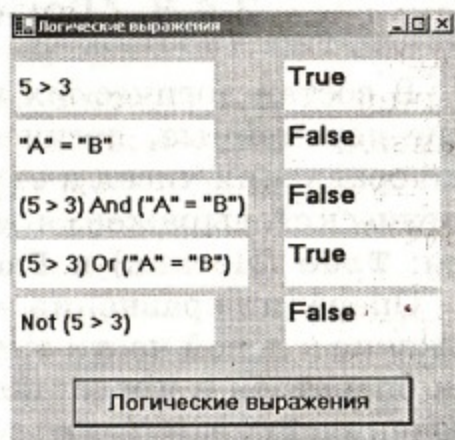 Логические выражения
5 > 3 True
"A" = "B" False
(5 > 3) And ("A" = "B") False
(5 > 3) Or ("A" = "B") True
Not (5 > 3) False
Логические выражения